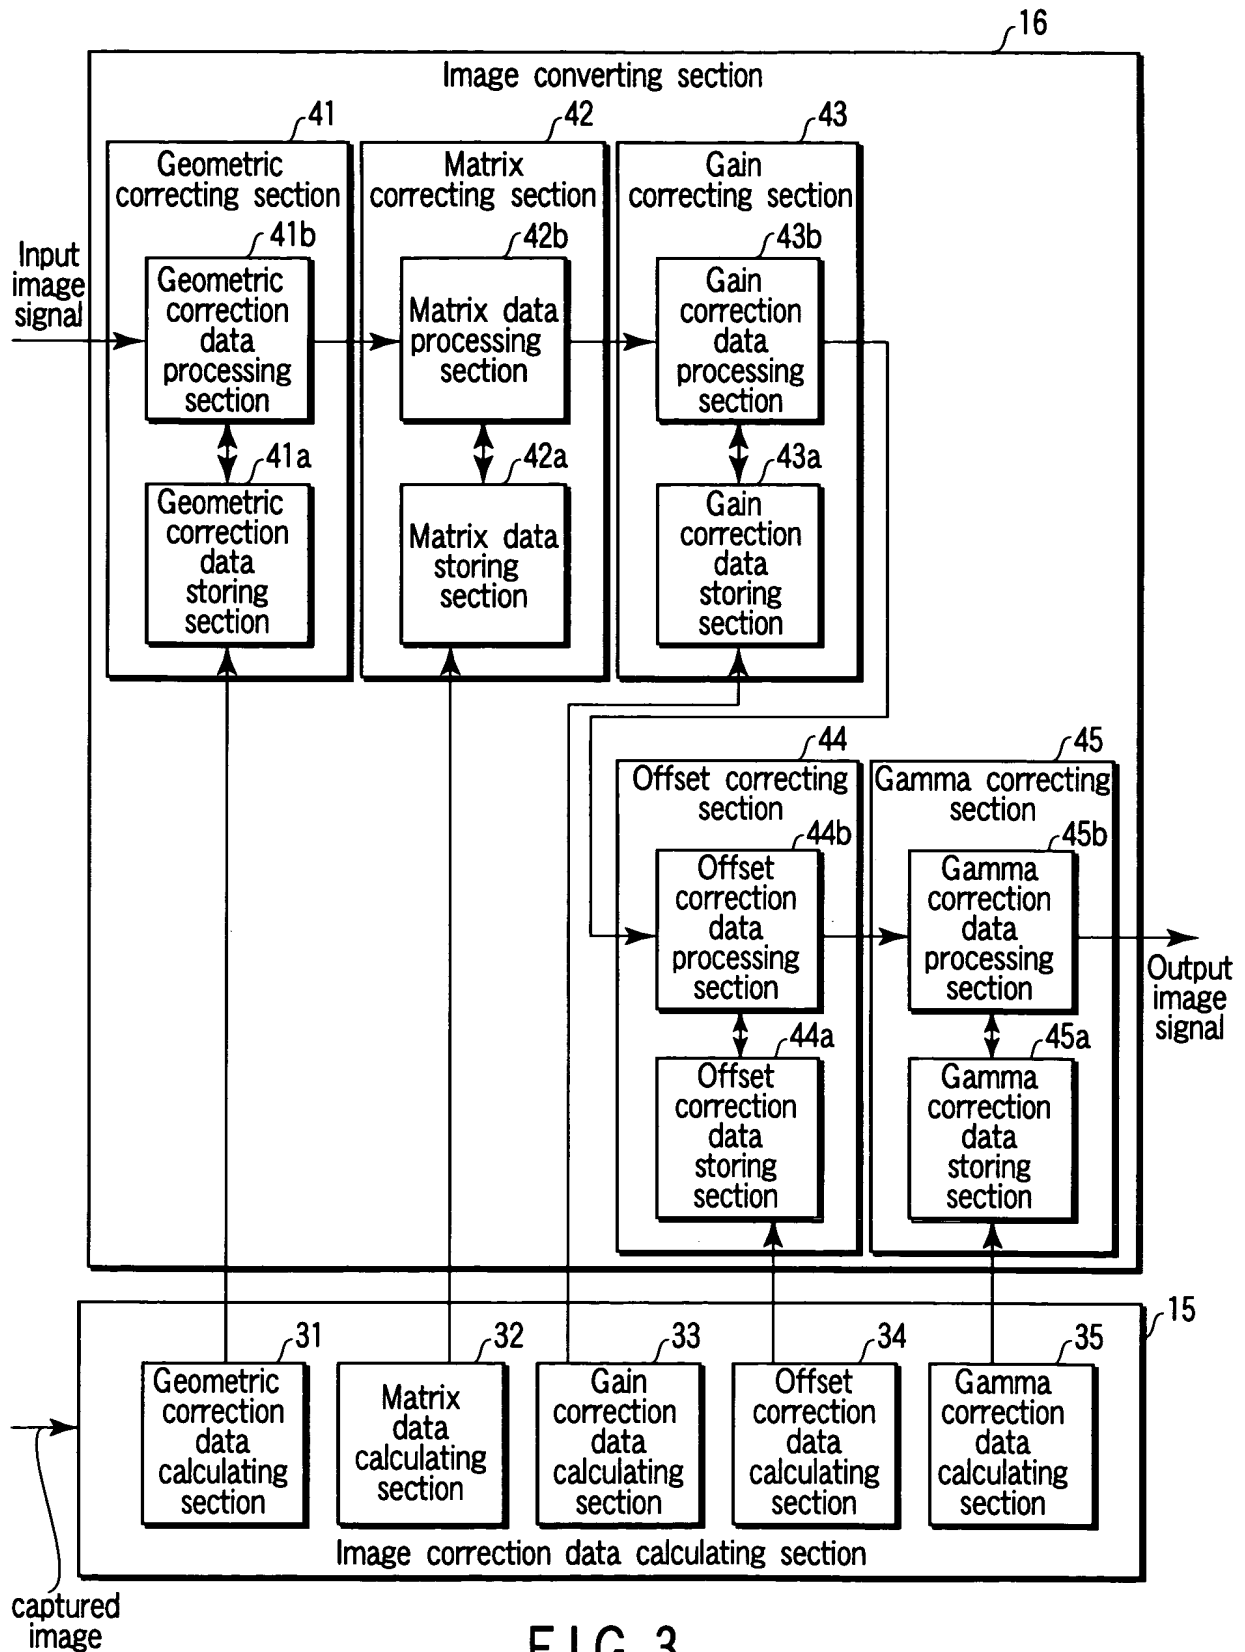 16
Image converting section
41
42
43
Geometric
correcting section
Matrix
correcting section
Gain
correcting section
Input
image
signal
41b
Geometric
correction
data
processing
section
42b
Matrix data
processing
section
43b
Gain
correction
data
processing
section
41a
Geometric
correction
data
storing
section
42a
Matrix data
storing
section
43a
Gain
correction
data
storing
section
44
Offset correcting
section
45
Gamma correcting
section
44b
Offset
correction
data
processing
section
45b
Gamma
correction
data
processing
section
Output
image
signal
44a
Offset
correction
data
storing
section
45a
Gamma
correction
data
storing
section
15
31
Geometric
correction
data
calculating
section
32
Matrix
data
calculating
section
33
Gain
correction
data
calculating
section
34
Offset
correction
data
calculating
section
35
Gamma
correction
data
calculating
section
Image correction data calculating section
captured
image
FIG. 3